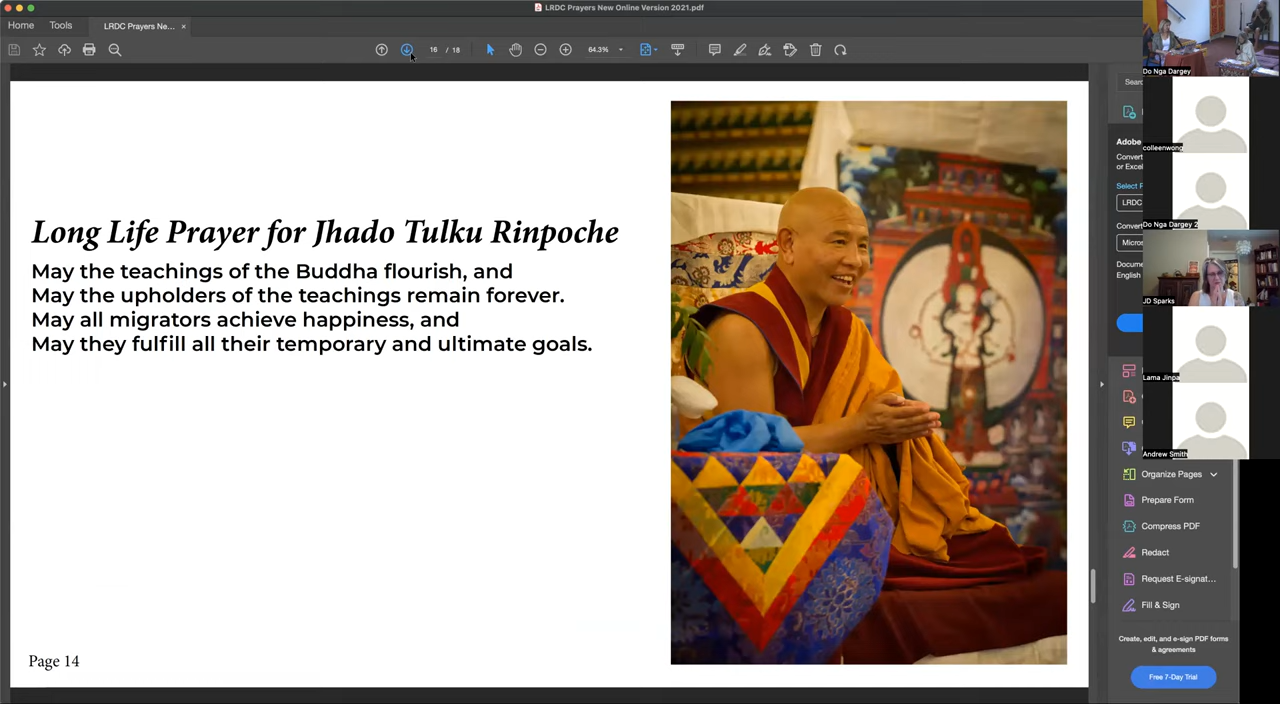 LRDC Prayers New Online Version 2021.pdf
Home
Tools
LRDC Prayers Ne...
16 / 18
64.3%
Long Life Prayer for Jhado Tulku Rinpoche
May the teachings of the Buddha flourish, and
May the upholders of the teachings remain forever.
May all migrators achieve happiness, and
May they fulfill all their temporary and ultimate goals.
Page 14
Do Nga Dargey
colleenwong
Do Nga Dargey 2
JD Sparks
Lama Jinpa
Andrew Smith
Organize Pages
Prepare Form
Compress PDF
Redact
Request E-signat...
Fill & Sign
Create, edit, and e-sign PDF forms
& agreements
Free 7-Day Trial